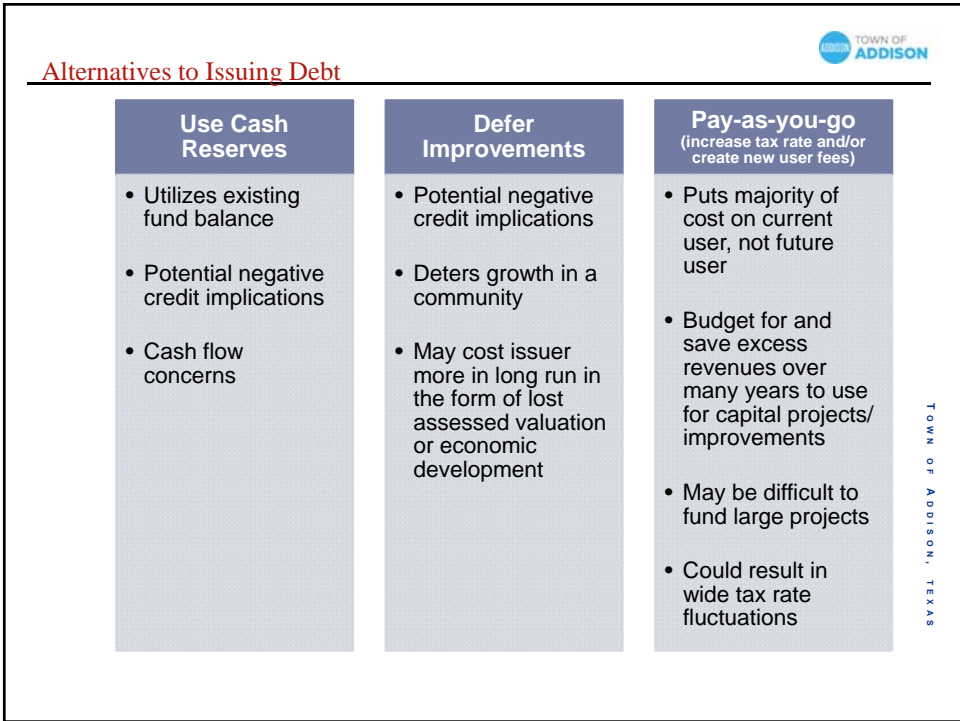 ADDISON
TOWN OF
ADDISON
Alternatives to Issuing Debt
Use Cash
Reserves
• Utilizes existing
fund balance
• Potential negative
credit implications
• Cash flow
concerns
Defer
Improvements
• Potential negative
credit implications
• Deters growth in a
community
• May cost issuer
more in long run in
the form of lost
assessed valuation
or economic
development
Pay-as-you-go
(increase tax rate and/or
create new user fees)
• Puts majority of
cost on current
user, not future
user
• Budget for and
save excess
revenues over
many years to use
for capital projects/
improvements
• May be difficult to
fund large projects
• Could result in
wide tax rate
fluctuations
TOWN OF ADDISON, TEXAS